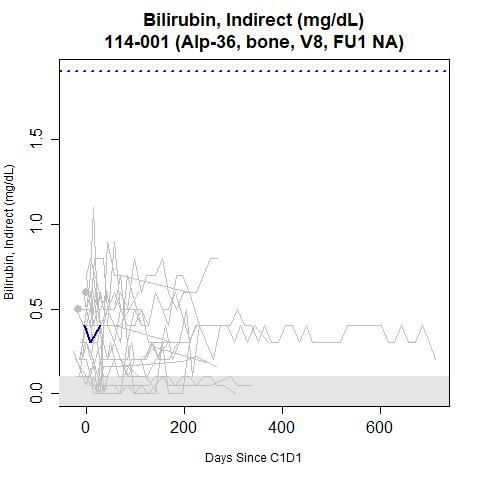 Bilirubin, Indirect (mg/dL)
114-001 (Alp-36, bone, V8, FU1 NA)
Bilirubin, Indirect (mg/dL)
1.5
1.0
0.5
0.0
0 200 400 600
Days Since C1D1